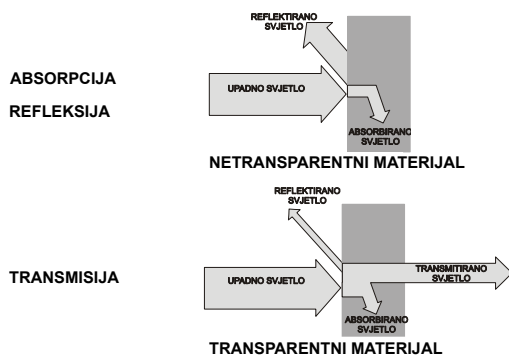 REFLEKTIRANO
SVJETLO
ABSORPCIJA
REFLEKSIJA
UPADNO SVJETLO
ABSORBIRANO
SVJETLO
NETRANSPARENTNI MATERIJAL
REFLEKTIRANO
SVJETLO
TRANSMISIJA
UPADNO SVJETLO
TRANSMITIRANO
SVJETLO
ABSORBIRANO
SVJETLO
TRANSPARENTNI MATERIJAL